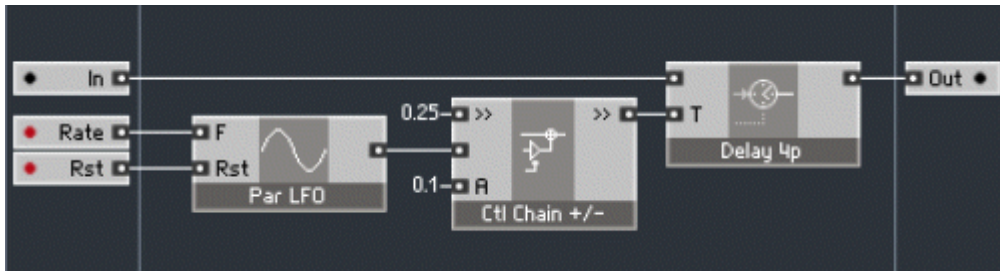 In
Rate
Rst
F
Rst
Par LFO
0.25
>>
>>
0.1
A
Ctl Chain +/-
T
Delay 4p
Out